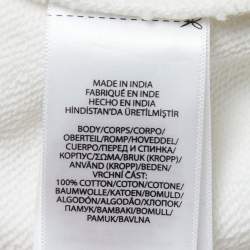 MADE IN INDIA
FABRIQUÉ EN INDE
HECHO EN INDIA
HİNDİSTAN'DA ÜRETİLMİŞTİR
BODY/CORPS/CORPO/
OBERTEIL/ROMP/HOVEDDEL/
CUERPO/ПЕРЕД И СПИНКА/
КОРПУС/ΣΩΜΑ/BRUK (KROPP)/
ANVÄND (KROPP)/BEDEN/
VRCHNÍ ČÁST:
100% COTTON/COTON/COTONE/
BAUMWOLLE/KATOEN/BOMULD/
ALGODÓN/ALGODÃO/ХЛОПОК/
ПАМУК/ΒΑΜΒΑΚΙ/BOMULL/
PAMUK/BAVLNA